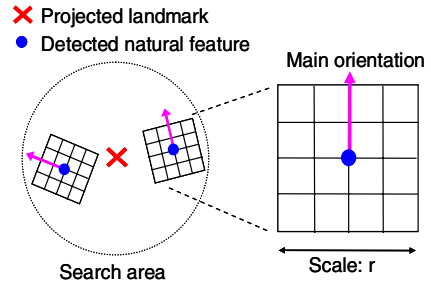 Projected landmark
Detected natural feature
Main orientation
Search area
Scale: r